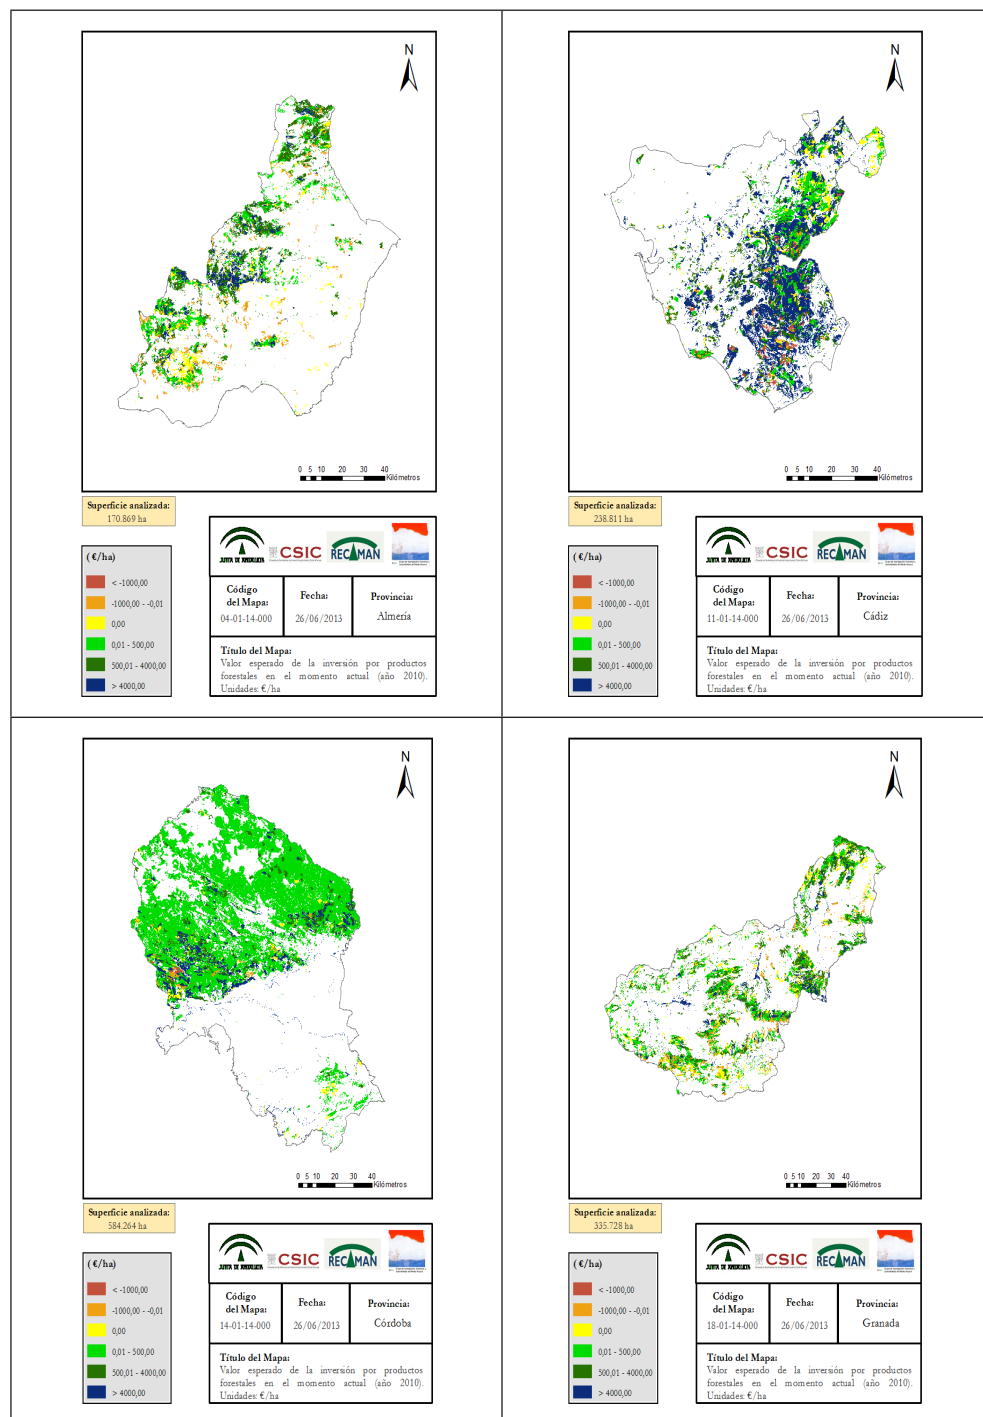 N
0 5 10 20 30 40
Kilómetros
Superficie analizada:
170.869 ha
( €/ha)
< -1000,00
-1000,00 - -0,01
0,00
0,01 - 500,00
500,01 - 4000,00
> 4000,00
JUNTA DE ANDALUCIA
CSIC
RECAMAN
Código
del Mapa:
04-01-14-000
Fecha:
26/06/2013
Provincia:
Almería
Título del Mapa:
Valor esperado de la inversión por productos
forestales en el momento actual (año 2010).
Unidades: €/ha
N
0 5 10 20 30 40
Kilómetros
Superficie analizada:
238.811 ha
( €/ha)
< -1000,00
-1000,00 - -0,01
0,00
0,01 - 500,00
500,01 - 4000,00
> 4000,00
JUNTA DE ANDALUCIA
CSIC
RECAMAN
Código
del Mapa:
11-01-14-000
Fecha:
26/06/2013
Provincia:
Cádiz
Título del Mapa:
Valor esperado de la inversión por productos
forestales en el momento actual (año 2010).
Unidades: €/ha
N
0 5 10 20 30 40
Kilómetros
Superficie analizada:
584.264 ha
( €/ha)
< -1000,00
-1000,00 - -0,01
0,00
0,01 - 500,00
500,01 - 4000,00
> 4000,00
JUNTA DE ANDALUCIA
CSIC
RECAMAN
Código
del Mapa:
14-01-14-000
Fecha:
26/06/2013
Provincia:
Córdoba
Título del Mapa:
Valor esperado de la inversión por productos
forestales en el momento actual (año 2010).
Unidades: €/ha
N
0 5 10 20 30 40
Kilómetros
Superficie analizada:
335.728 ha
( €/ha)
< -1000,00
-1000,00 - -0,01
0,00
0,01 - 500,00
500,01 - 4000,00
> 4000,00
JUNTA DE ANDALUCIA
CSIC
RECAMAN
Código
del Mapa:
18-01-14-000
Fecha:
26/06/2013
Provincia:
Granada
Título del Mapa:
Valor esperado de la inversión por productos
forestales en el momento actual (año 2010).
Unidades: €/ha